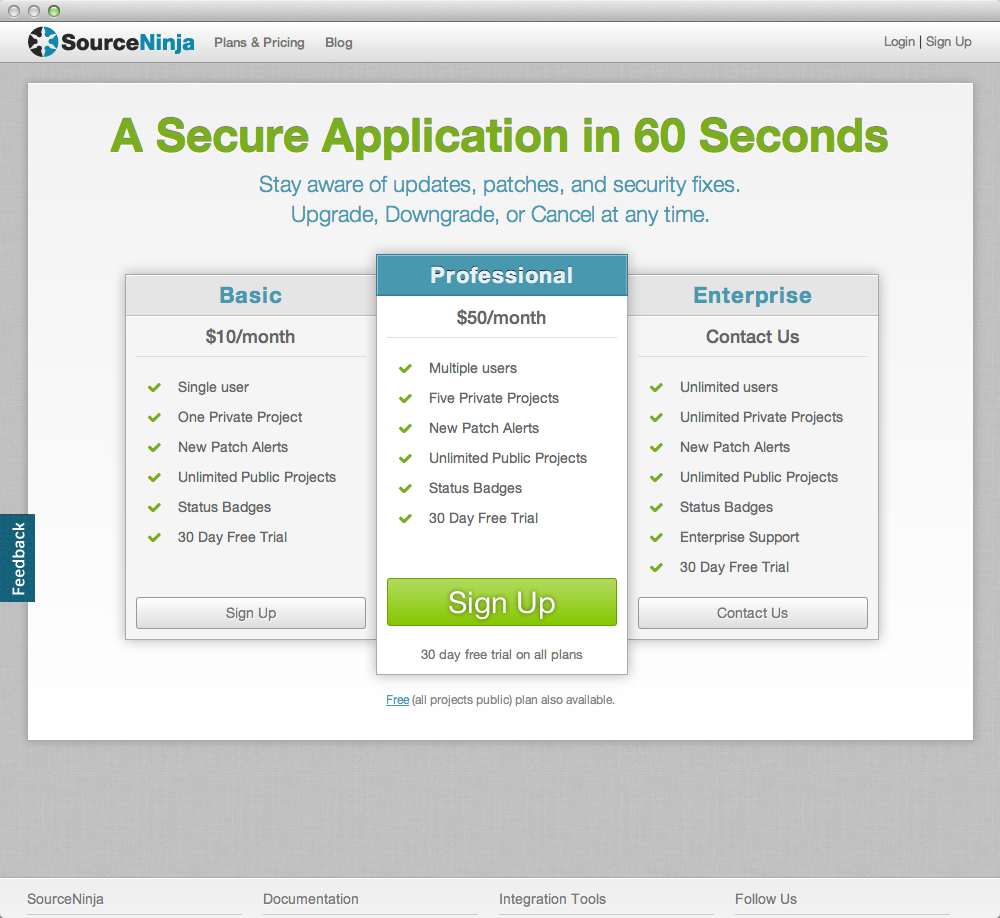 SourceNinja Plans & Pricing Blog Login | Sign Up
A Secure Application in 60 Seconds
Stay aware of updates, patches, and security fixes.
Upgrade, Downgrade, or Cancel at any time.
Basic
$10/month
Single user
One Private Project
New Patch Alerts
Unlimited Public Projects
Status Badges
30 Day Free Trial
Sign Up
Professional
$50/month
Multiple users
Five Private Projects
New Patch Alerts
Unlimited Public Projects
Status Badges
30 Day Free Trial
Sign Up
30 day free trial on all plans
Enterprise
Contact Us
Unlimited users
Unlimited Private Projects
New Patch Alerts
Unlimited Public Projects
Status Badges
Enterprise Support
30 Day Free Trial
Contact Us
Free (all projects public) plan also available.
Feedback
SourceNinja Documentation Integration Tools Follow Us